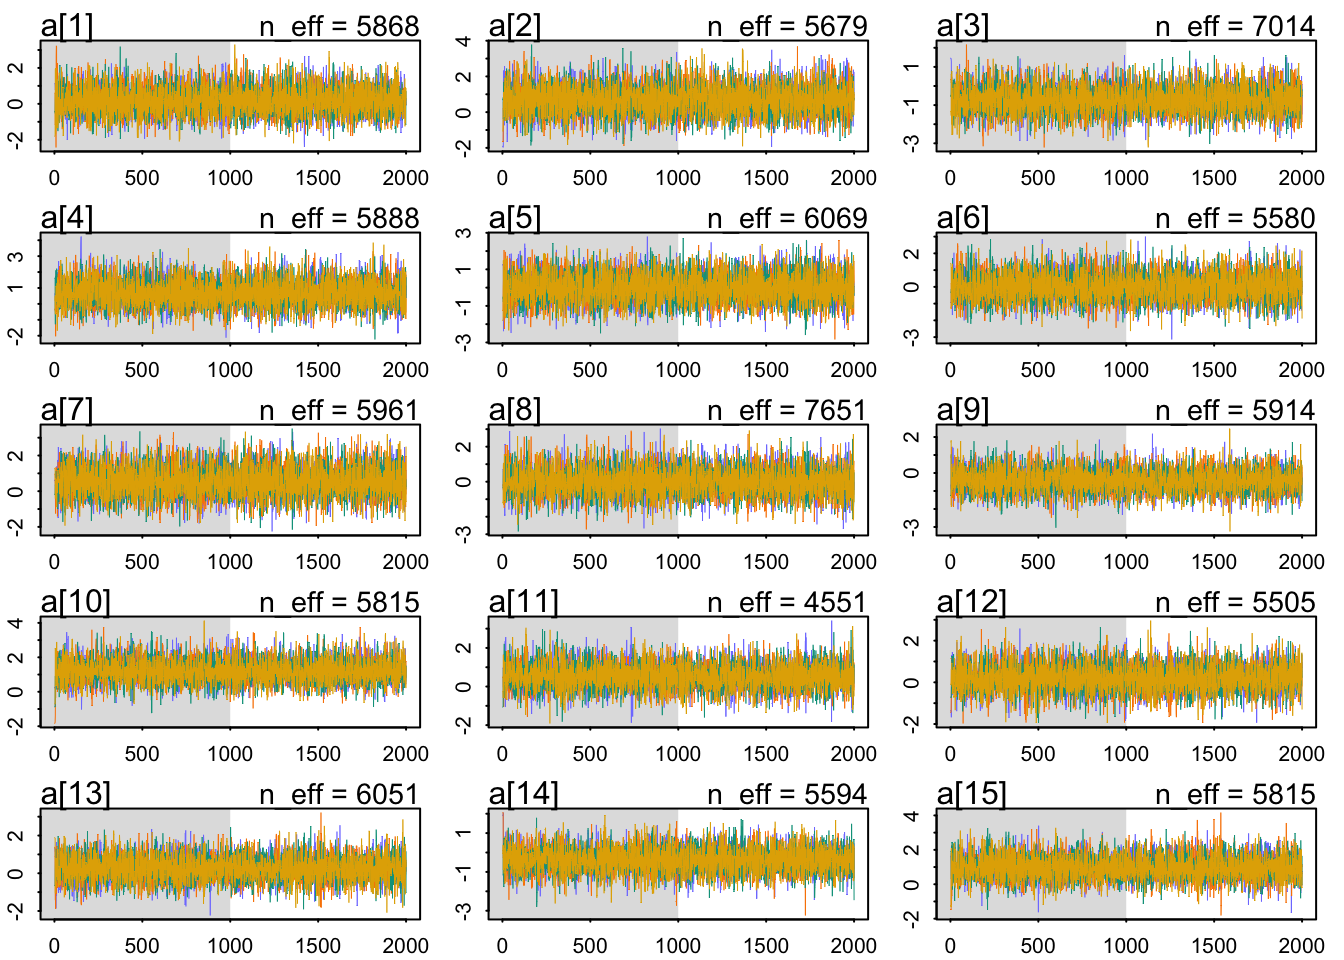 a[1] n_eff = 5868 a[2] n_eff = 5679 a[3] n_eff = 7014
2 0 -2 4 2 0 -2 1 -1 -3
0 500 1000 1500 2000 0 500 1000 1500 2000 0 500 1000 1500 2000
a[4] n_eff = 5888 a[5] n_eff = 6069 a[6] n_eff = 5580
3 1 -2 3 1 -1 -3 2 0 -3
0 500 1000 1500 2000 0 500 1000 1500 2000 0 500 1000 1500 2000
a[7] n_eff = 5961 a[8] n_eff = 7651 a[9] n_eff = 5914
2 0 -2 3 0 -3 2 0 -3
0 500 1000 1500 2000 0 500 1000 1500 2000 0 500 1000 1500 2000
a[10] n_eff = 5815 a[11] n_eff = 4551 a[12] n_eff = 5505
4 2 0 -2 2 0 -2 2 0 -2
0 500 1000 1500 2000 0 500 1000 1500 2000 0 500 1000 1500 2000
a[13] n_eff = 6051 a[14] n_eff = 5594 a[15] n_eff = 5815
2 0 -2 1 -1 -3 4 2 0 -2
0 500 1000 1500 2000 0 500 1000 1500 2000 0 500 1000 1500 2000